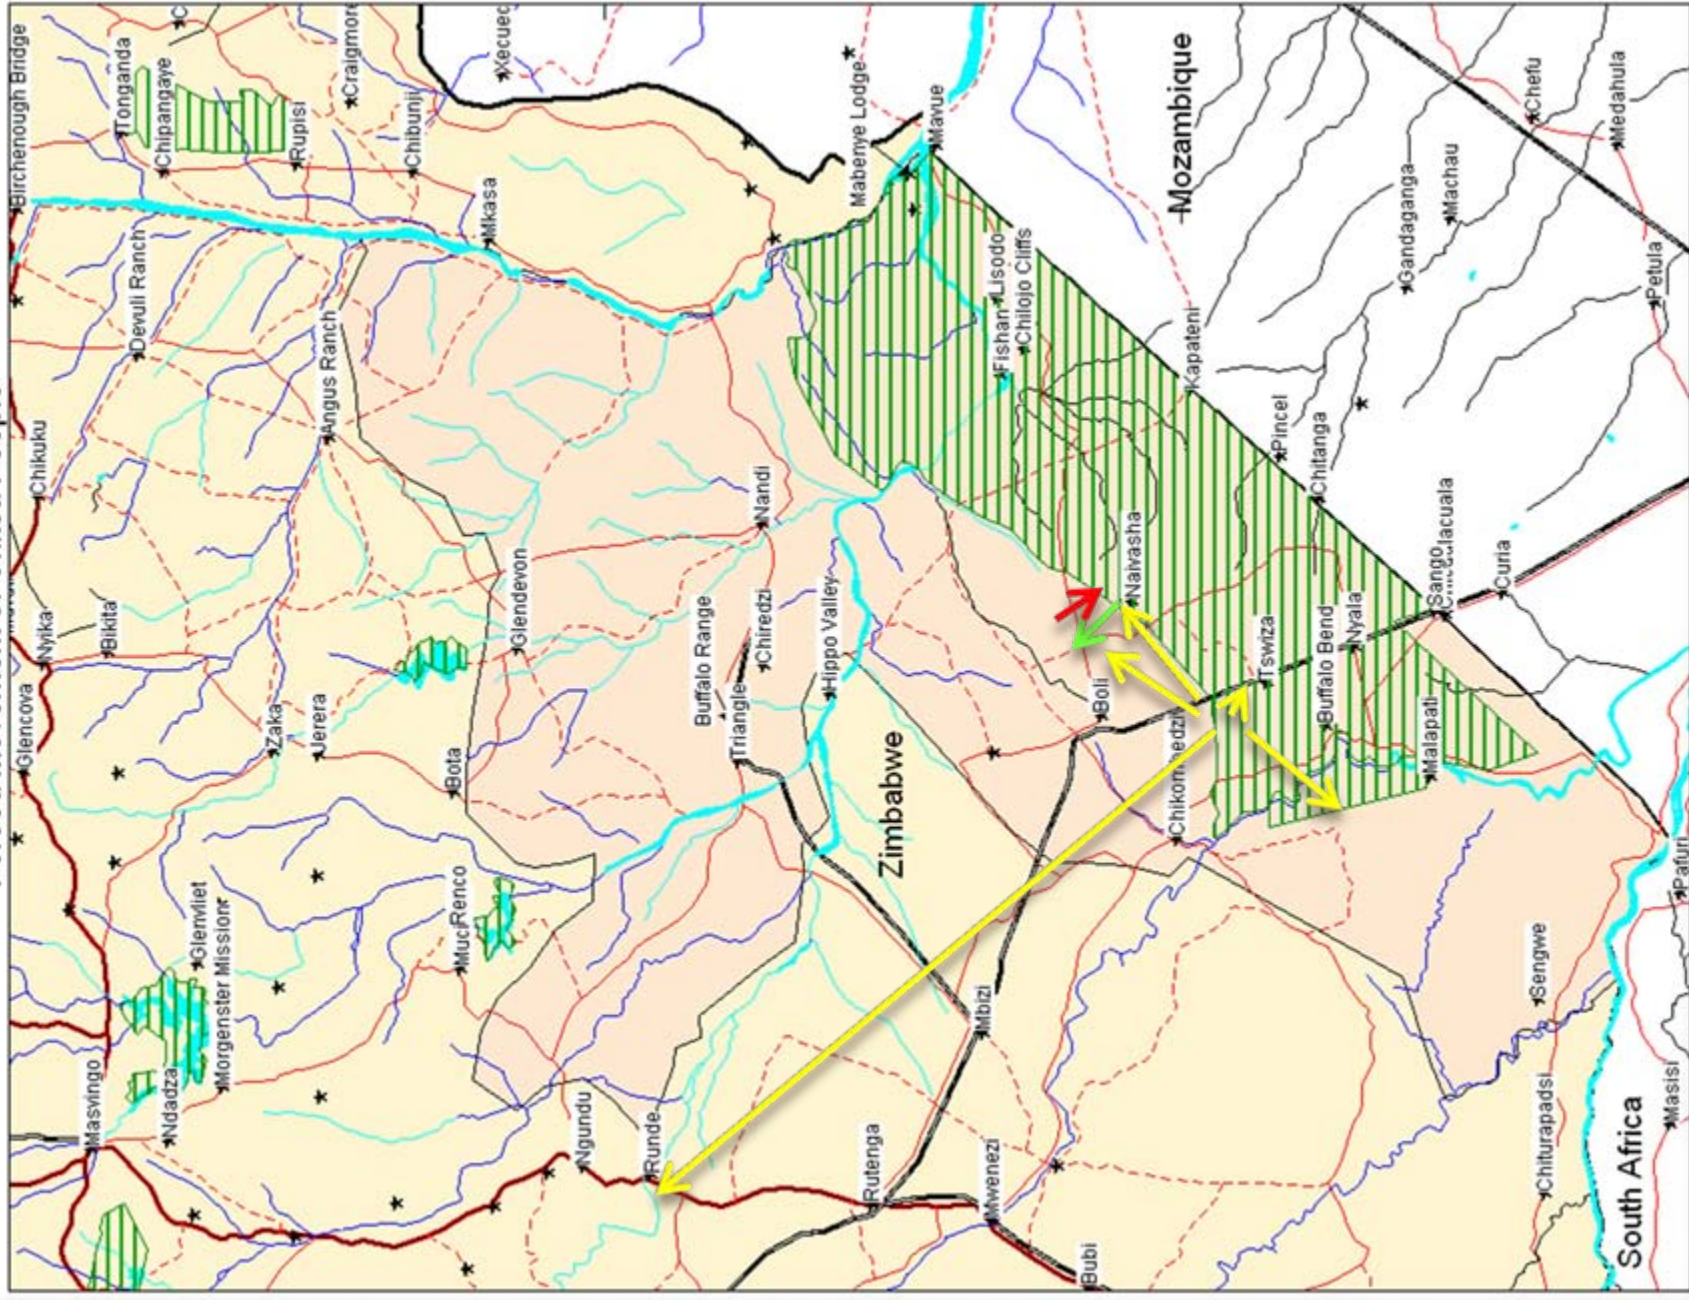 Birchenough Bridge
Tonganda
Chipangaye
Rupisi
Craigmore
Chibunji
Mkasa
Xecuec
Mabenye Lodge
Mavue
Mozambique
Chefu
Medahula
Machau
Gandaganga
Petula
Devuli Ranch
Angus Ranch
Lisodo
Chilojo Cliffs
Fishan
Kapateni
Pincel
Chitanga
Chikuku
Nandi
Naivasha
Sango
Curia
Nyika
Bikita
Glendevon
Buffalo Range
Chiredzi
Hippo Valley
Triangle
Boli
Tswiza
Buffalo Bend
Nyala
Malapati
Glencova
Zaka
Jerera
Bota
Zimbabwe
Chikombedzi
Pafuri
Glenvliet
Morgenster Mission
Renco
Muci
Mbizi
Sengwe
Masvingo
Ndadza
Ngundu
Runde
Rutenga
Mwenezi
Bubi
Chiturapadsi
South Africa
Masisi